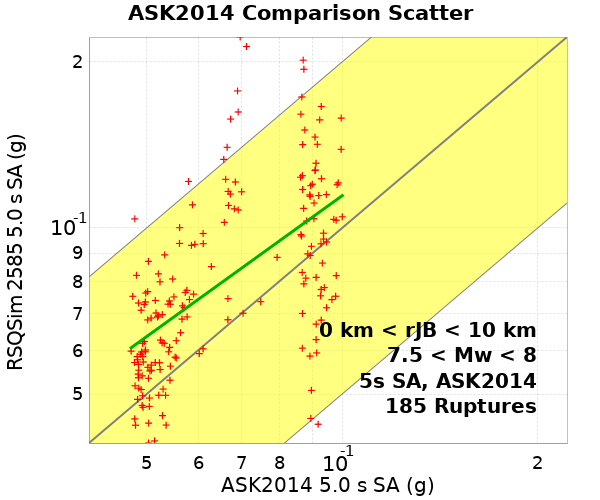 ASK2014 Comparison Scatter
RSQSim 2585 5.0 s SA (g)
2
10-1
9
8
7
6
5
0 km < rJB < 10 km
7.5 < Mw < 8
5s SA, ASK2014
185 Ruptures
5 6 7 8 10-1 2
ASK2014 5.0 s SA (g)